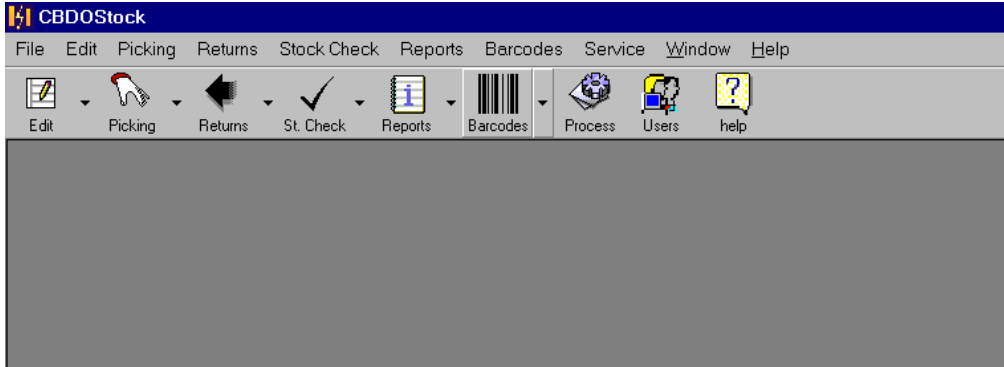 CBDOStock
File Edit Picking Returns Stock Check Reports Barcodes Service Window Help
Edit Picking Returns St. Check Reports Barcodes Process Users help